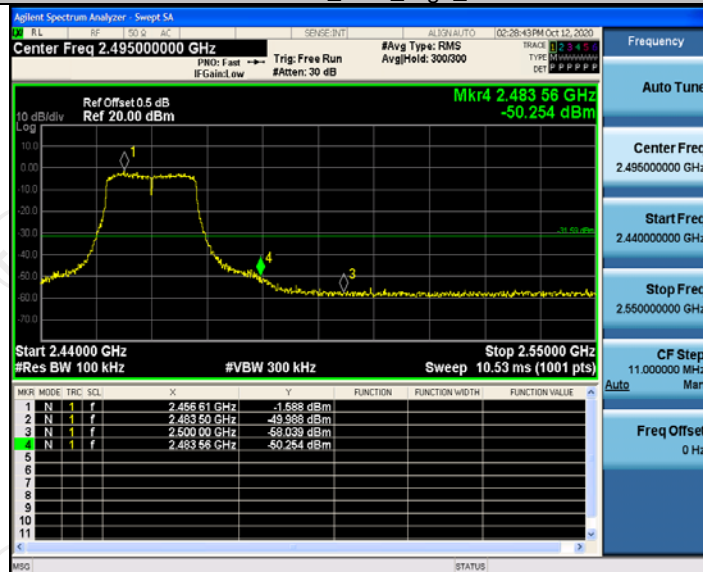 Agilent Spectrum Analyzer - Swept SA
RL RF 50 Ω AC SENSE:INT ALIGN AUTO 02:28:43 PM Oct 12, 2020
Center Freq 2.495000000 GHz #Avg Type: RMS TRACE 1 2 3 4 5 6
PNO: Fast Trig: Free Run Avg|Hold: 300/300 TYPE M
IFGain:Low #Atten: 30 dB DET P P P P P P
Ref Offset 0.5 dB Mkr4 2.483 56 GHz
10 dB/div Ref 20.00 dBm -50.254 dBm
Log
10.0
0.00
-10.0
-20.0
-30.0
-40.0
-50.0
-60.0
-70.0
1
4
3
Start 2.44000 GHz Stop 2.55000 GHz
#Res BW 100 kHz #VBW 300 kHz Sweep 10.53 ms (1001 pts)
MKR MODE TRC SCL X Y FUNCTION FUNCTION WIDTH FUNCTION VALUE
1 N 1 f 2.456 61 GHz -1.588 dBm
2 N 1 f 2.483 50 GHz -49.988 dBm
3 N 1 f 2.500 00 GHz -58.039 dBm
4 N 1 f 2.483 56 GHz -50.254 dBm
5
6
7
8
9
10
11
MSG STATUS
Frequency
Auto Tune
Center Freq
2.495000000 GHz
Start Freq
2.440000000 GHz
Stop Freq
2.550000000 GHz
CF Step
11.000000 MHz
Auto Man
Freq Offset
0 Hz